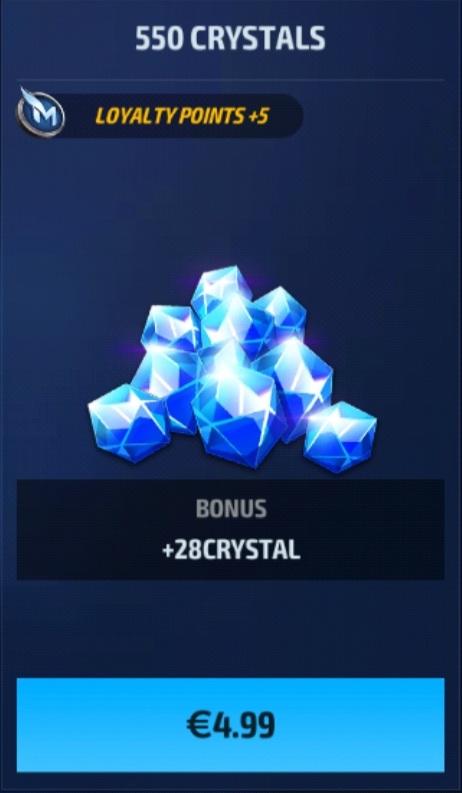 550 CRYSTALS
M
LOYALTY POINTS +5
BONUS
+28CRYSTAL
€4.99